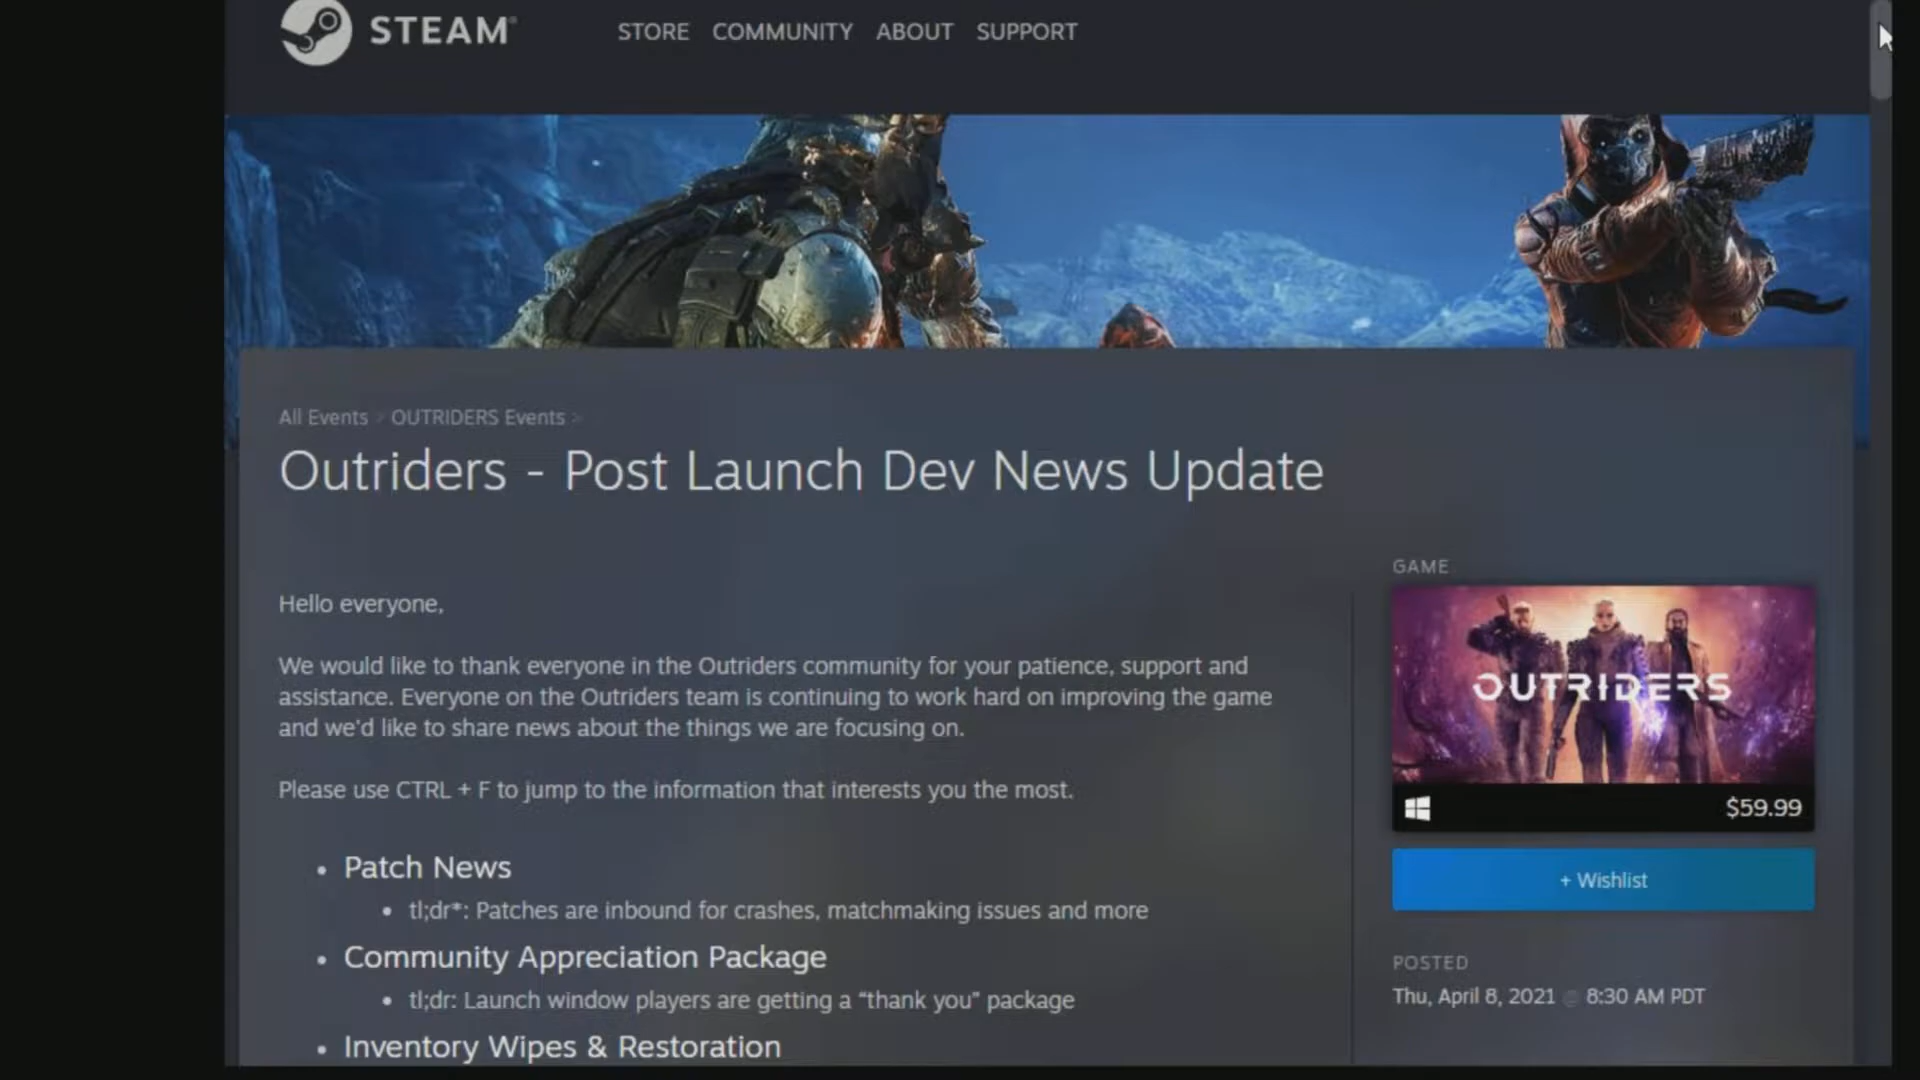 STEAM®
STORE COMMUNITY ABOUT SUPPORT
All Events > OUTRIDERS Events >
Outriders - Post Launch Dev News Update
Hello everyone,
We would like to thank everyone in the Outriders community for your patience, support and
assistance. Everyone on the Outriders team is continuing to work hard on improving the game
and we'd like to share news about the things we are focusing on.
Please use CTRL + F to jump to the information that interests you the most.
• Patch News
• tl;dr*: Patches are inbound for crashes, matchmaking issues and more
• Community Appreciation Package
• tl;dr: Launch window players are getting a “thank you” package
• Inventory Wipes & Restoration
GAME
OUTRIDERS
$59.99
+ Wishlist
POSTED
Thu, April 8, 2021 @ 8:30 AM PDT